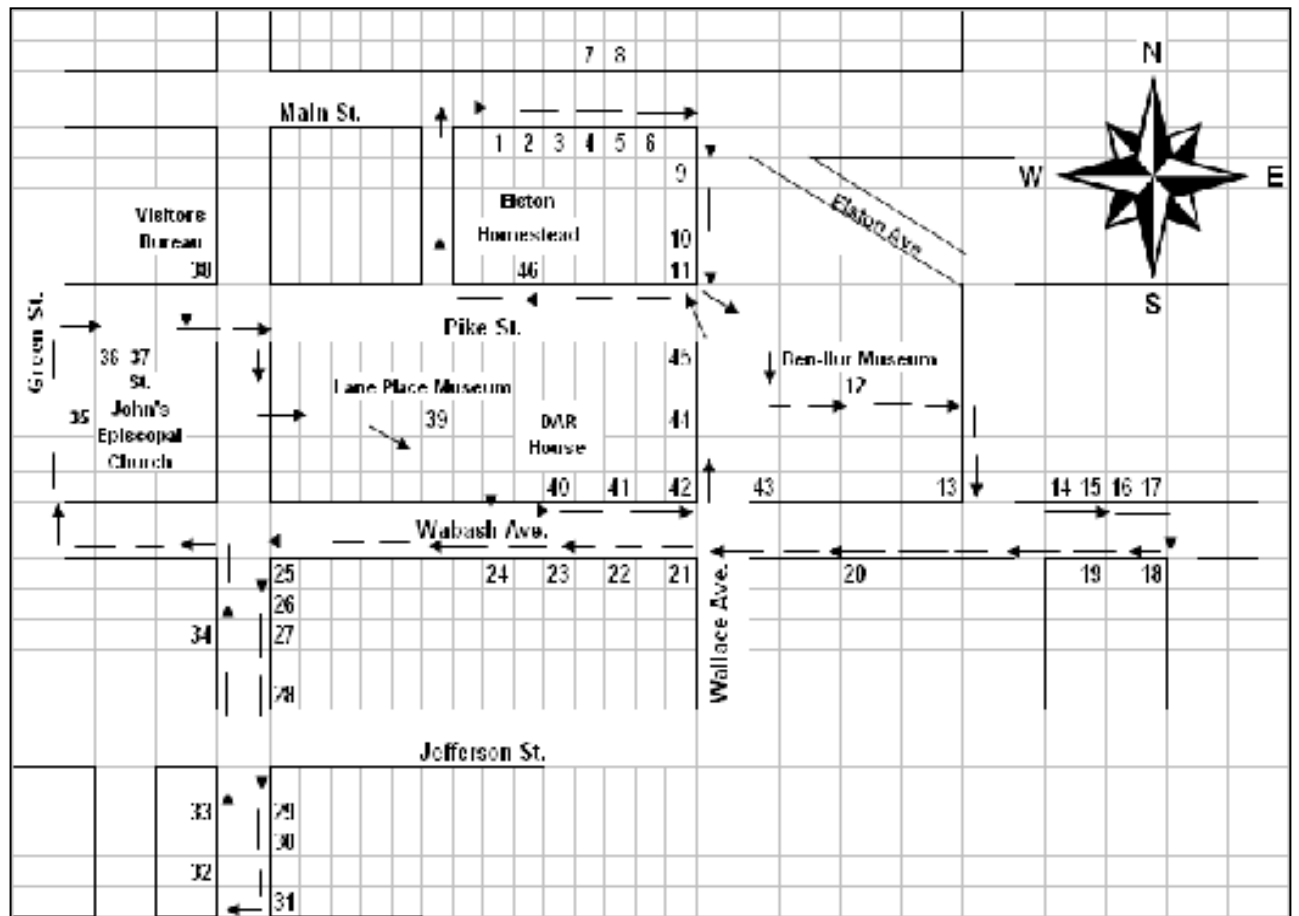 7 8
N
Main St.
1 2 3 4 5 6
9
W
E
Elston
Homestead
Elston Ave
Visitors
Bureau
10
38
46
11
S
Green St.
Pike St.
36 37
45
Ben-Hur Museum
12
St.
John's
Episcopal
Church
Lane Place Museum
35
39
DAR
House
44
40 41 42 43 13 14 15 16 17
Wabash Ave.
25 24 23 22 21 20 19 18
26
34 27
Wallace Ave.
28
Jefferson St.
33 29
30
32
31